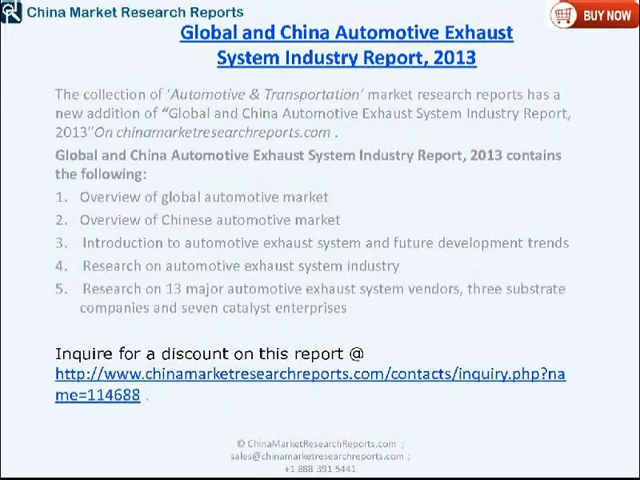 China Market Research Reports
BUY NOW
Global and China Automotive Exhaust
System Industry Report, 2013
The collection of ‘Automotive & Transportation’ market research reports has a
new addition of “Global and China Automotive Exhaust System Industry Report,
2013”On chinamarketresearchreports.com .
Global and China Automotive Exhaust System Industry Report, 2013 contains
the following:
1. Overview of global automotive market
2. Overview of Chinese automotive market
3. Introduction to automotive exhaust system and future development trends
4. Research on automotive exhaust system industry
5. Research on 13 major automotive exhaust system vendors, three substrate
companies and seven catalyst enterprises
Inquire for a discount on this report @
http://www.chinamarketresearchreports.com/contacts/inquiry.php?na
me=114688 .
© ChinaMarketResearchReports.com ;
sales@chinamarketresearchreports.com ;
+1 888 391 5441